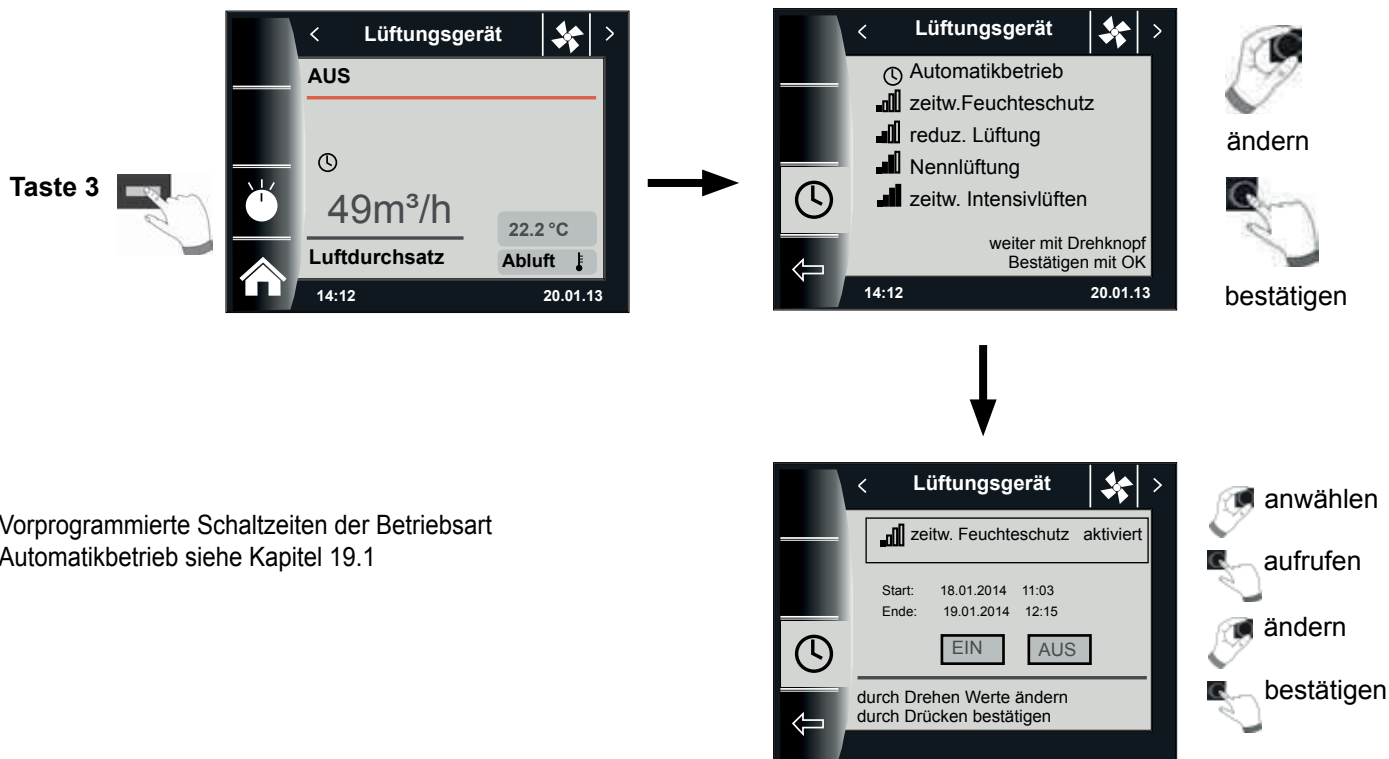 Taste 3
< Lüftungsgerät >
AUS
49m³/h
22.2 °C
Luftdurchsatz
Abluft
14:12 20.01.13
< Lüftungsgerät >
Automatikbetrieb
zeitw.Feuchteschutz
reduz. Lüftung
Nennlüftung
zeitw. Intensivlüften
weiter mit Drehknopf
Bestätigen mit OK
14:12 20.01.13
ändern
bestätigen
Vorprogrammierte Schaltzeiten der Betriebsart
Automatikbetrieb siehe Kapitel 19.1
< Lüftungsgerät >
zeitw. Feuchteschutz aktiviert
Start: 18.01.2014 11:03
Ende: 19.01.2014 12:15
EIN AUS
durch Drehen Werte ändern
durch Drücken bestätigen
anwählen
aufrufen
ändern
bestätigen